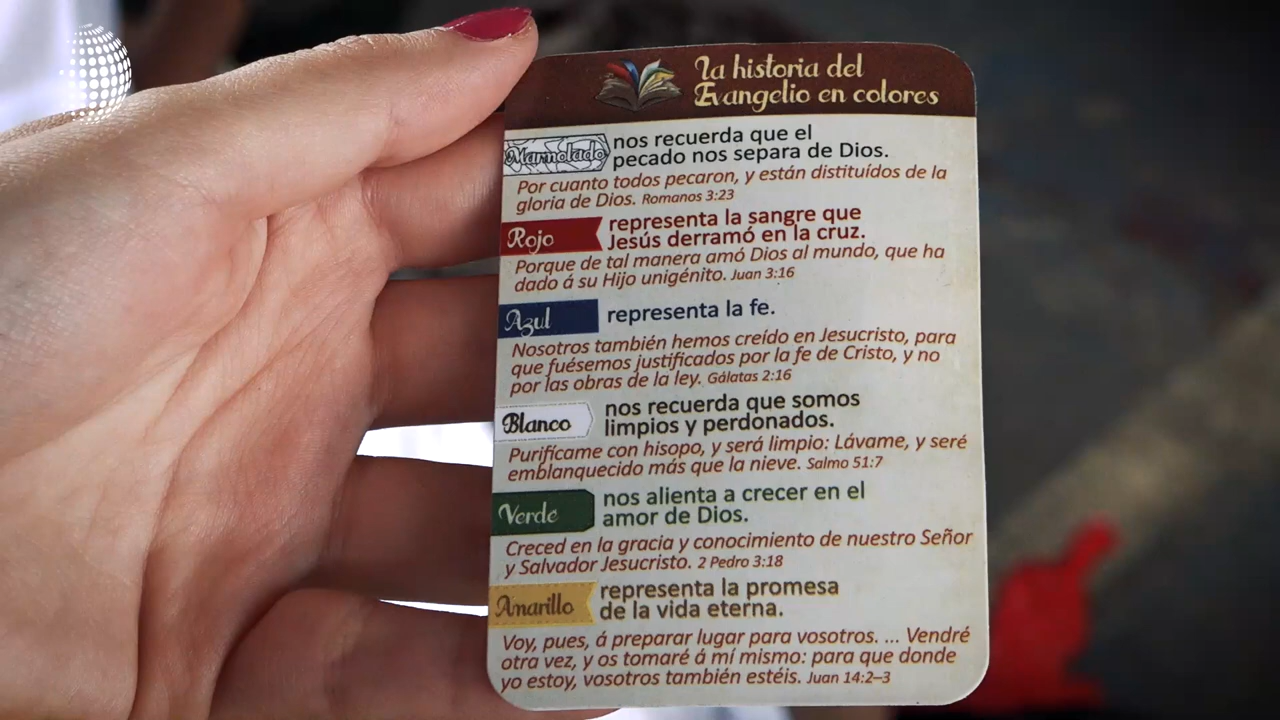 La historia del
Evangelio en colores
Marmolado
nos recuerda que el
pecado nos separa de Dios.
Por cuanto todos pecaron, y están distituídos de la
gloria de Dios. Romanos 3:23
Rojo
representa la sangre que
Jesús derramó en la cruz.
Porque de tal manera amó Dios al mundo, que ha
dado á su Hijo unigénito. Juan 3:16
Azul
representa la fe.
Nosotros también hemos creído en Jesucristo, para
que fuésemos justificados por la fe de Cristo, y no
por las obras de la ley. Gálatas 2:16
Blanco
nos recuerda que somos
limpios y perdonados.
Purifícame con hisopo, y será limpio: Lávame, y seré
emblanquecido más que la nieve. Salmo 51:7
Verde
nos alienta a crecer en el
amor de Dios.
Creced en la gracia y conocimiento de nuestro Señor
y Salvador Jesucristo. 2 Pedro 3:18
Amarillo
representa la promesa
de la vida eterna.
Voy, pues, á preparar lugar para vosotros. ... Vendré
otra vez, y os tomaré á mí mismo: para que donde
yo estoy, vosotros también estéis. Juan 14:2–3